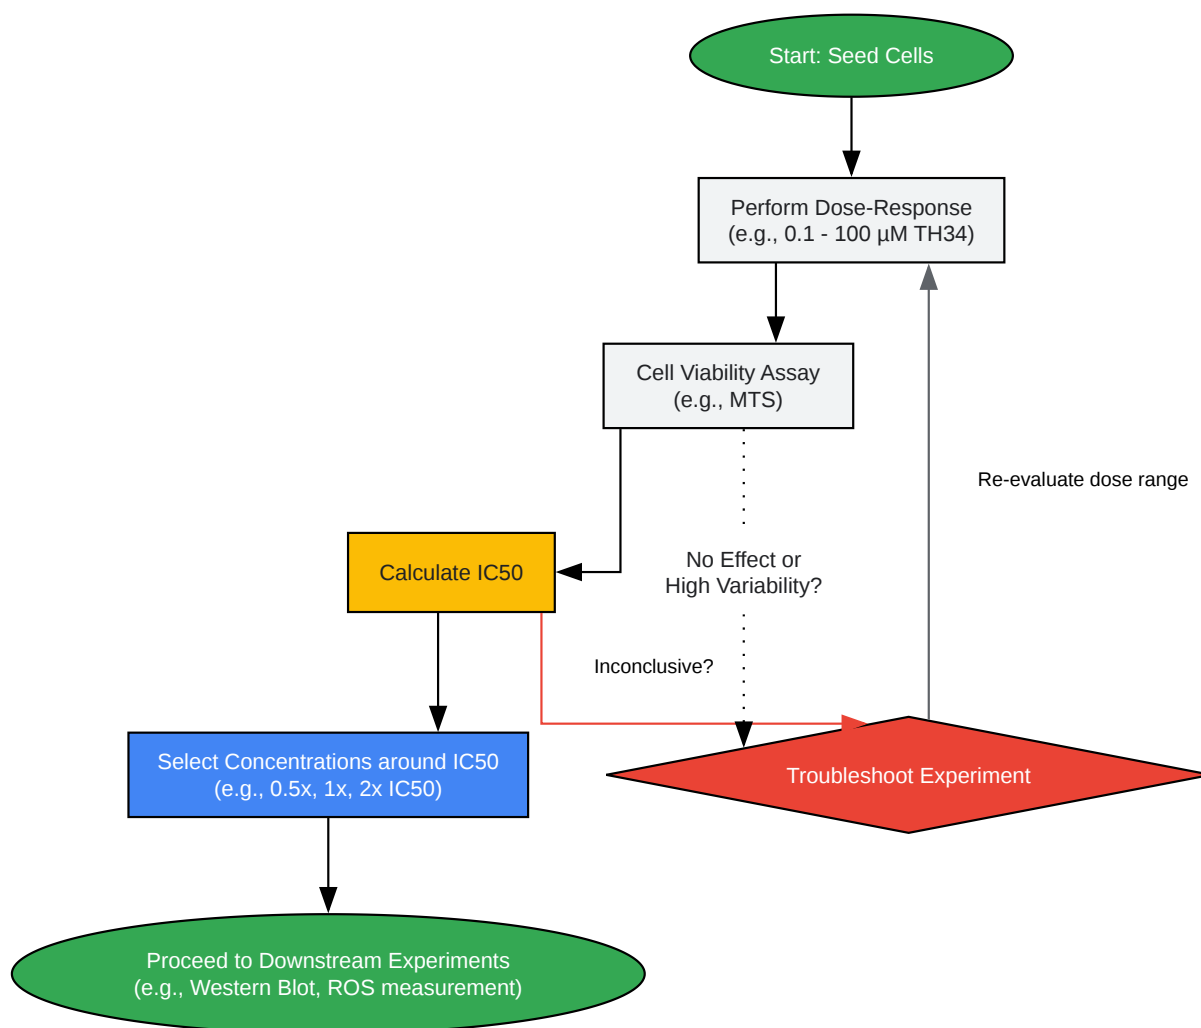 Start: Seed Cells
Perform Dose-Response
(e.g., 0.1 - 100 µM TH34)
Cell Viability Assay
(e.g., MTS)
Re-evaluate dose range
No Effect or
High Variability?
Calculate IC50
Inconclusive?
Select Concentrations around IC50
(e.g., 0.5x, 1x, 2x IC50)
Troubleshoot Experiment
Proceed to Downstream Experiments
(e.g., Western Blot, ROS measurement)